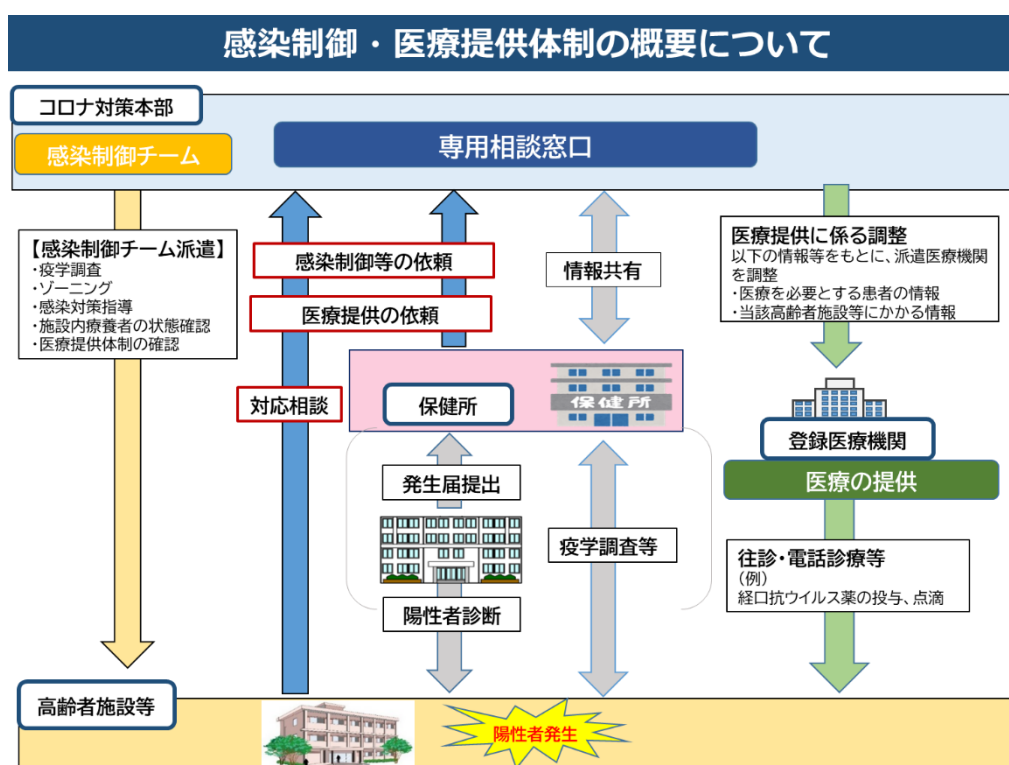 感染制御・医療提供体制の概要について
コロナ対策本部
感染制御チーム
専用相談窓口
【感染制御チーム派遣】
・疫学調査
・ゾーニング
・感染対策指導
・施設内療養者の状態確認
・医療提供体制の確認
感染制御等の依頼
医療提供の依頼
対応相談
情報共有
保健所
保健所
発生届提出
陽性者診断
疫学調査等
医療提供に係る調整
以下の情報等をもとに、派遣医療機関
を調整
・医療を必要とする患者の情報
・当該高齢者施設等にかかる情報
登録医療機関
医療の提供
往診・電話診療等
（例）
経口抗ウイルス薬の投与、点滴
高齢者施設等
陽性者発生